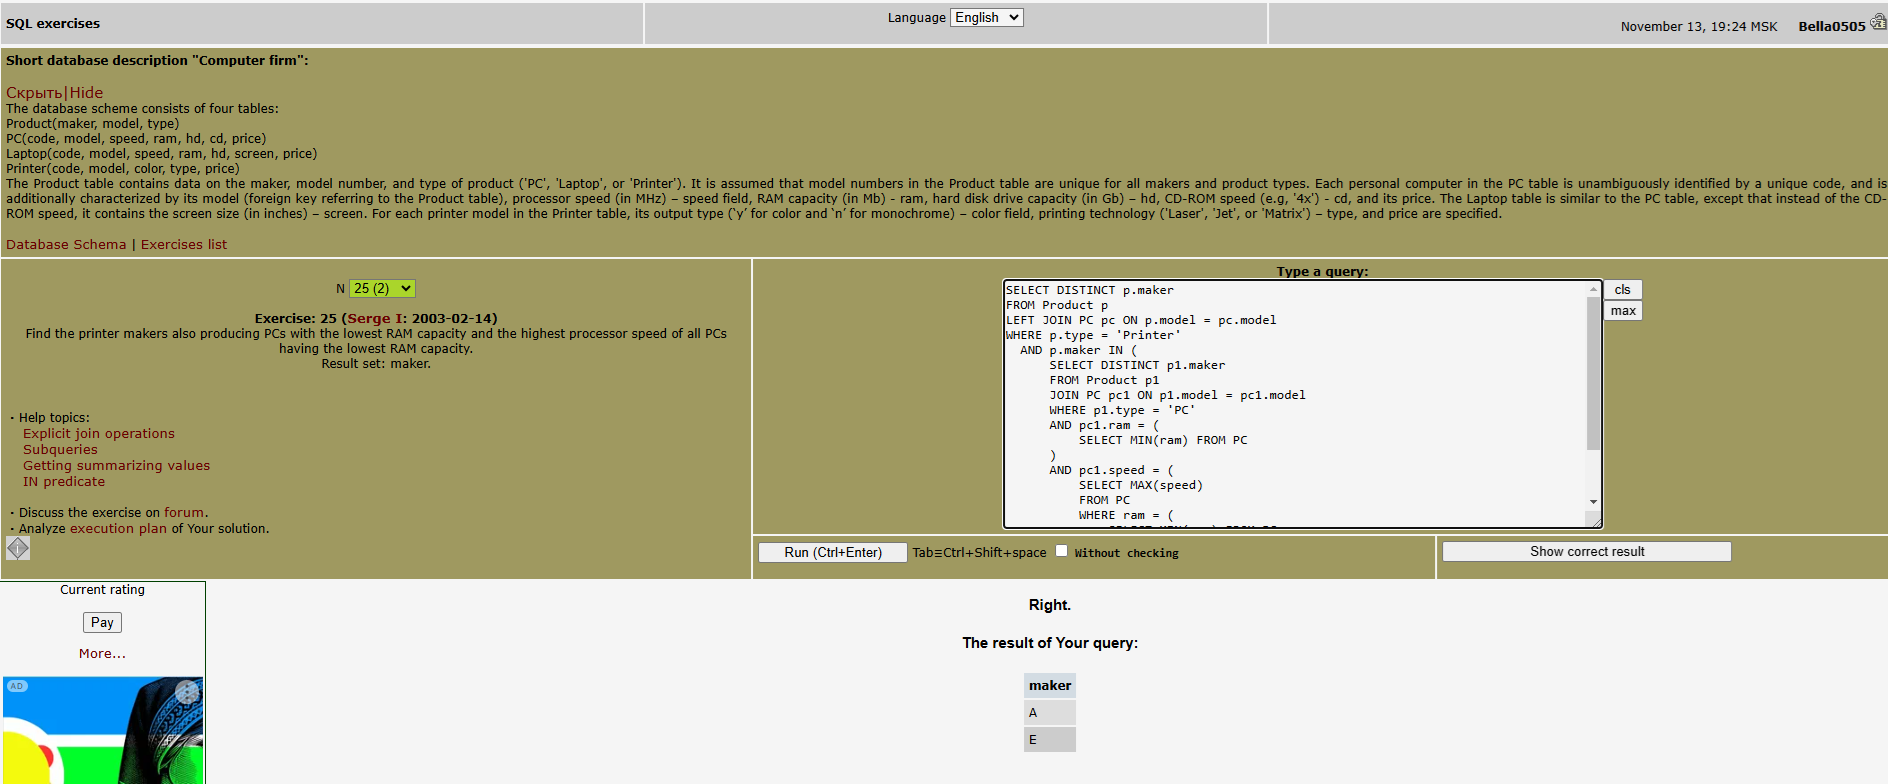 SQL exercises
Language English
November 13, 19:24 MSK Bella0505
Short database description "Computer firm":
Скрыть|Hide
The database scheme consists of four tables:
Product(maker, model, type)
PC(code, model, speed, ram, hd, cd, price)
Laptop(code, model, speed, ram, hd, screen, price)
Printer(code, model, color, type, price)
The Product table contains data on the maker, model number, and type of product ('PC', 'Laptop', or 'Printer'). It is assumed that model numbers in the Product table are unique for all makers and product types. Each personal computer in the PC table is unambiguously identified by a unique code, and is
additionally characterized by its model (foreign key referring to the Product table), processor speed (in MHz) – speed field, RAM capacity (in Mb) - ram, hard disk drive capacity (in Gb) – hd, CD-ROM speed (e.g, '4x') - cd, and its price. The Laptop table is similar to the PC table, except that instead of the CD-
ROM speed, it contains the screen size (in inches) – screen. For each printer model in the Printer table, its output type (‘y’ for color and ‘n’ for monochrome) – color field, printing technology ('Laser', 'Jet', or 'Matrix') – type, and price are specified.
Database Schema | Exercises list
N 25 (2)
Exercise: 25 (Serge I: 2003-02-14)
Find the printer makers also producing PCs with the lowest RAM capacity and the highest processor speed of all PCs
having the lowest RAM capacity.
Result set: maker.
· Help topics:
Explicit join operations
Subqueries
Getting summarizing values
IN predicate
· Discuss the exercise on forum.
· Analyze execution plan of Your solution.
Type a query:
SELECT DISTINCT p.maker
FROM Product p
LEFT JOIN PC pc ON p.model = pc.model
WHERE p.type = 'Printer'
AND p.maker IN (
SELECT DISTINCT p1.maker
FROM Product p1
JOIN PC pc1 ON p1.model = pc1.model
WHERE p1.type = 'PC'
AND pc1.ram = (
SELECT MIN(ram) FROM PC
)
AND pc1.speed = (
SELECT MAX(speed)
FROM PC
WHERE ram = (
cls
max
Run (Ctrl+Enter) Tab≡Ctrl+Shift+space Without checking
Show correct result
Current rating
Pay
More...
AD
Right.
The result of Your query:
maker
A
E